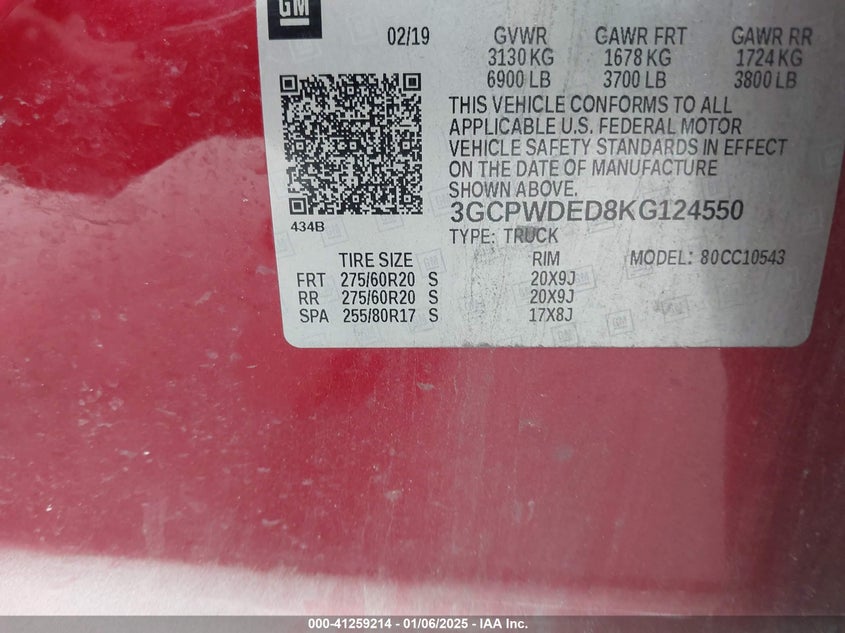 GM
02/19 GVWR GAWR FRT GAWR RR
3130 KG 1678 KG 1724 KG
6900 LB 3700 LB 3800 LB
THIS VEHICLE CONFORMS TO ALL
APPLICABLE U.S. FEDERAL MOTOR
VEHICLE SAFETY STANDARDS IN EFFECT
ON THE DATE OF MANUFACTURE
SHOWN ABOVE.
3GCPWDED8KG124550
434B
TYPE: TRUCK
TIRE SIZE RIM MODEL: 80CC10543
FRT 275/60R20 S 20X9J
RR 275/60R20 S 20X9J
SPA 255/80R17 S 17X8J
000-41259214 - 01/06/2025 - IAA Inc.